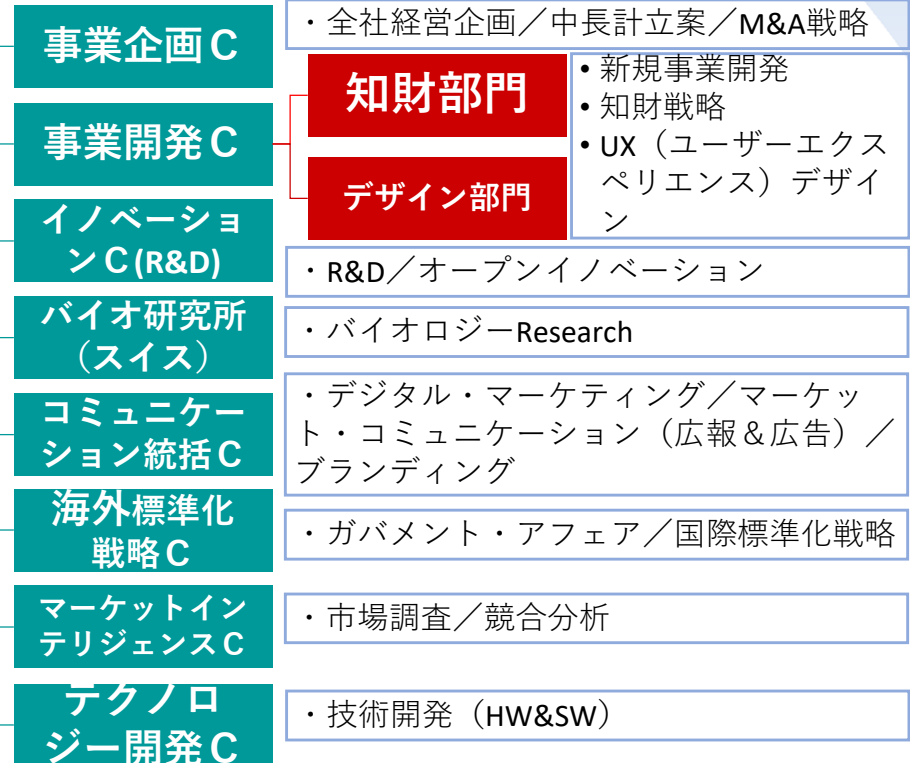 事業企画C
・全社経営企画／中長計立案／M&A戦略
事業開発C
知財部門
デザイン部門
• 新規事業開発
• 知財戦略
• UX（ユーザーエクス
ペリエンス）デザイ
ン
イノベーショ
ンC(R&D)
・R&D／オープンイノベーション
バイオ研究所
（スイス）
・バイオロジーResearch
コミュニケー
ション統括C
・デジタル・マーケティング／マーケッ
ト・コミュニケーション（広報＆広告）／
ブランディング
海外標準化
戦略C
・ガバメント・アフェア／国際標準化戦略
マーケットイン
テリジェンスC
・市場調査／競合分析
テクノロ
ジー開発C
・技術開発（HW&SW）